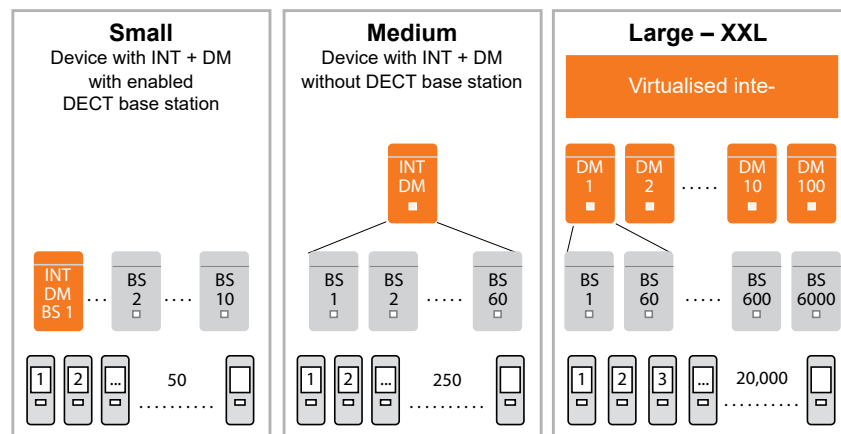 Small
Device with INT + DM
with enabled
DECT base station
INT
DM
BS 1
....
BS
2
....
BS
10
1
2
...
50
..........
Medium
Device with INT + DM
without DECT base station
INT
DM
BS
1
BS
2
.....
BS
60
1
2
...
250
..........
Large – XXL
Virtualised inte-
DM
1
DM
2
.....
DM
10
DM
100
BS
1
BS
60
.....
BS
600
BS
6000
1
2
3
...
20,000
..........